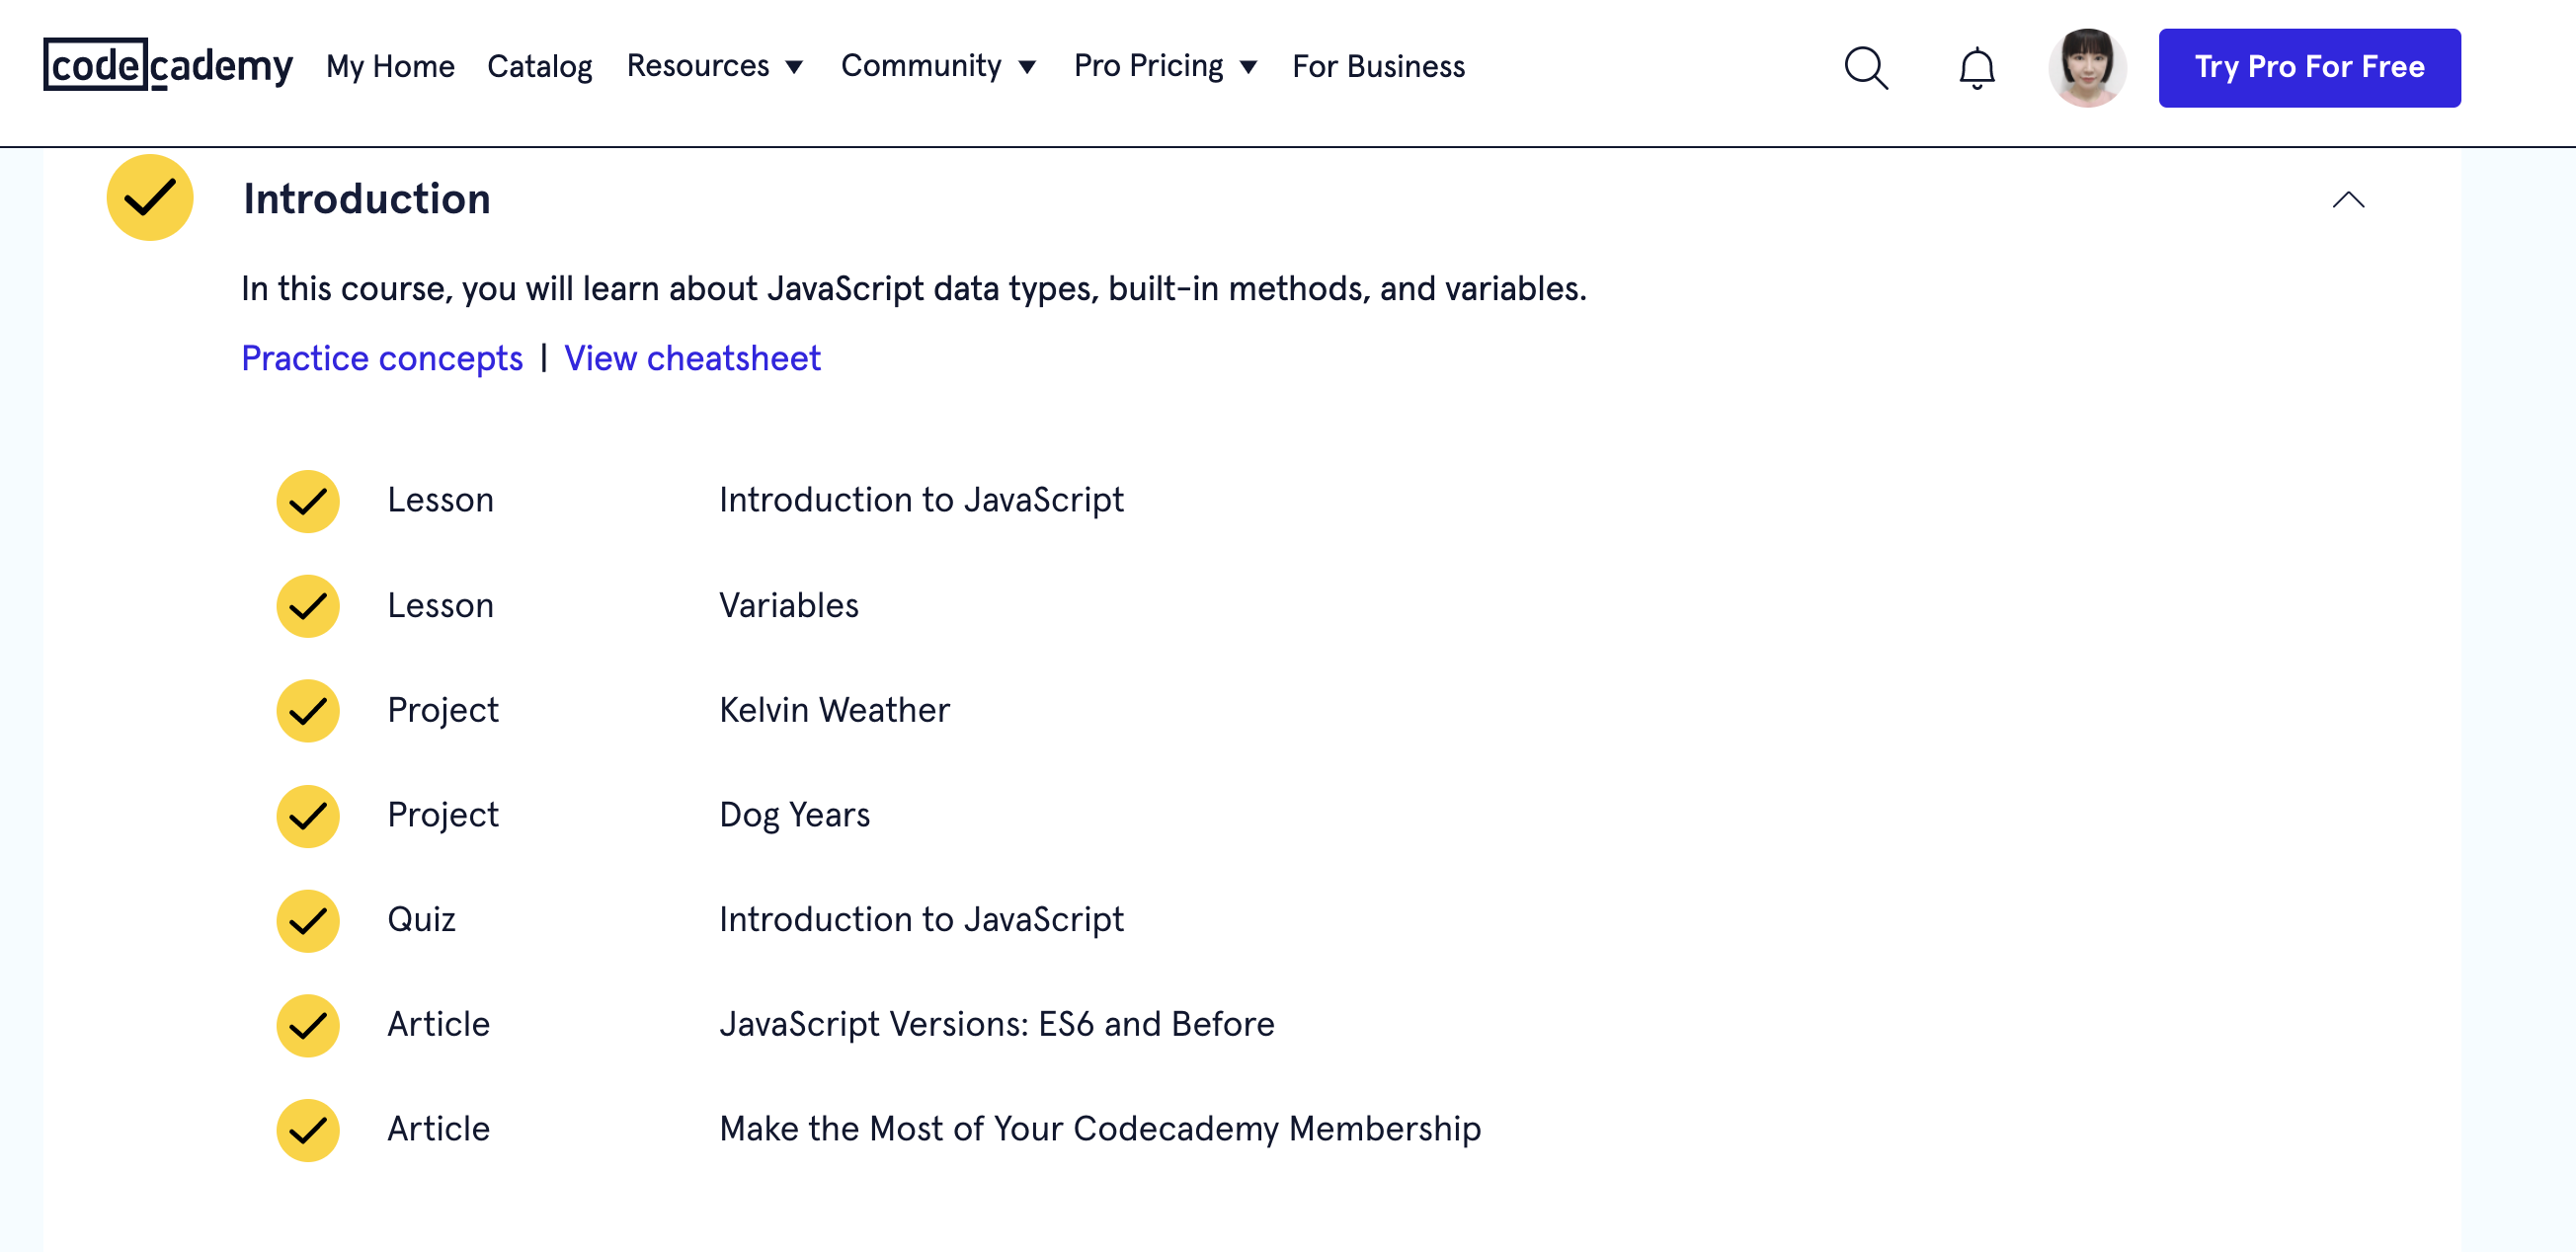 codecademy My Home Catalog Resources Community Pro Pricing For Business Try Pro For Free
Introduction
In this course, you will learn about JavaScript data types, built-in methods, and variables.
Practice concepts | View cheatsheet
Lesson Introduction to JavaScript
Lesson Variables
Project Kelvin Weather
Project Dog Years
Quiz Introduction to JavaScript
Article JavaScript Versions: ES6 and Before
Article Make the Most of Your Codecademy Membership